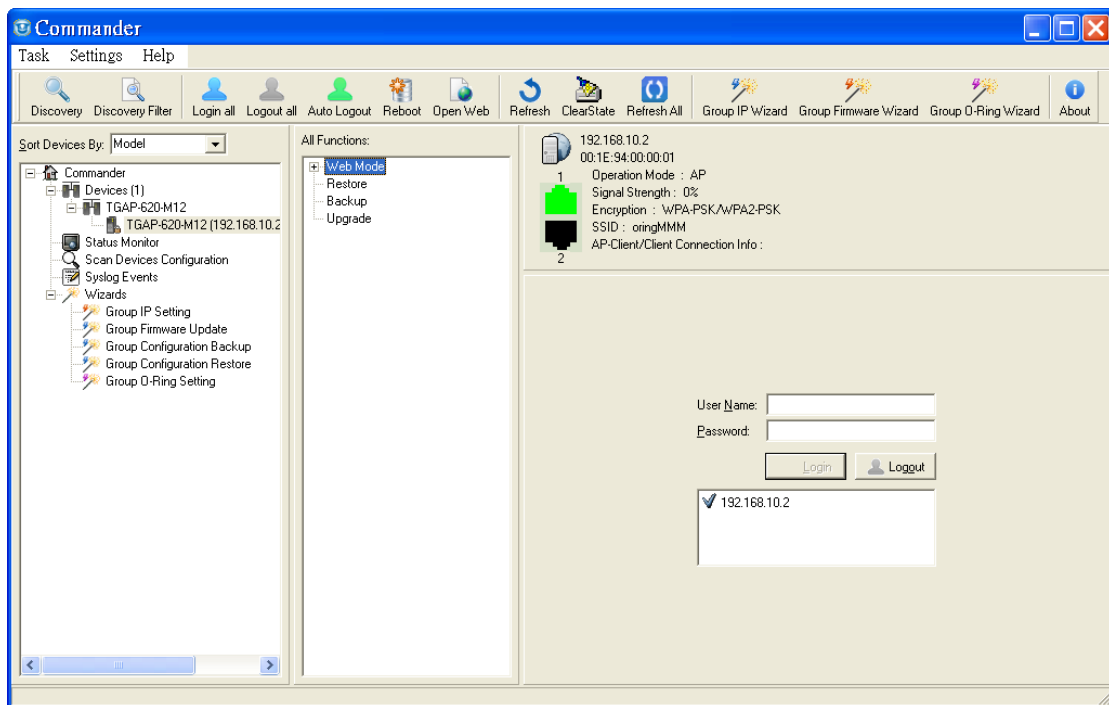 Commander
Task Settings Help
Discovery Discovery Filter Login all Logout all Auto Logout Reboot Open Web Refresh ClearState Refresh All Group IP Wizard Group Firmware Wizard Group O-Ring Wizard About
Sort Devices By: Model
Commander
Devices (1)
TGAP-620-M12
TGAP-620-M12 (192.168.10.2
Status Monitor
Scan Devices Configuration
Syslog Events
Wizards
Group IP Setting
Group Firmware Update
Group Configuration Backup
Group Configuration Restore
Group O-Ring Setting
All Functions:
Web Mode
Restore
Backup
Upgrade
192.168.10.2
00:1E:94:00:00:01
1
Operation Mode : AP
Signal Strength : 0%
Encryption : WPA-PSK/WPA2-PSK
SSID : oringMMM
AP-Client/Client Connection Info :
2
User Name:
Password:
Login Logout
192.168.10.2